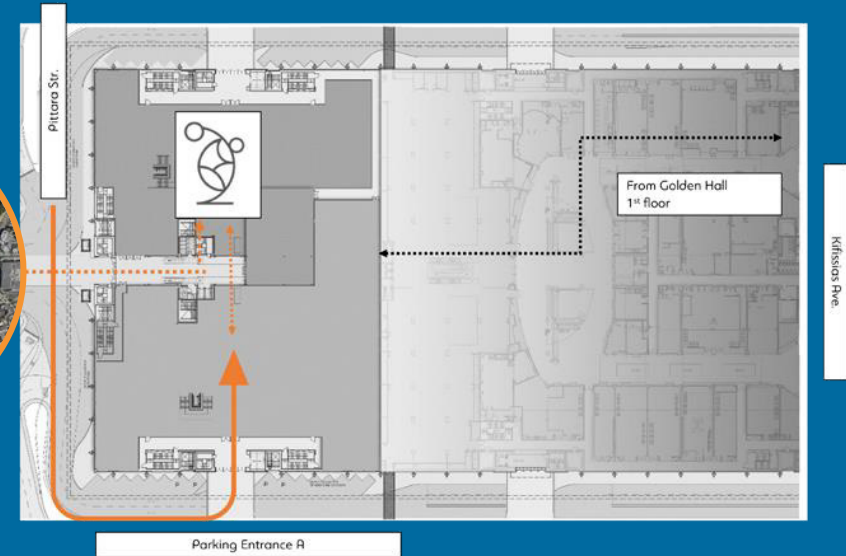 Pittara Str.
From Golden Hall
1st floor
Kifissias Ave.
Parking Entrance A